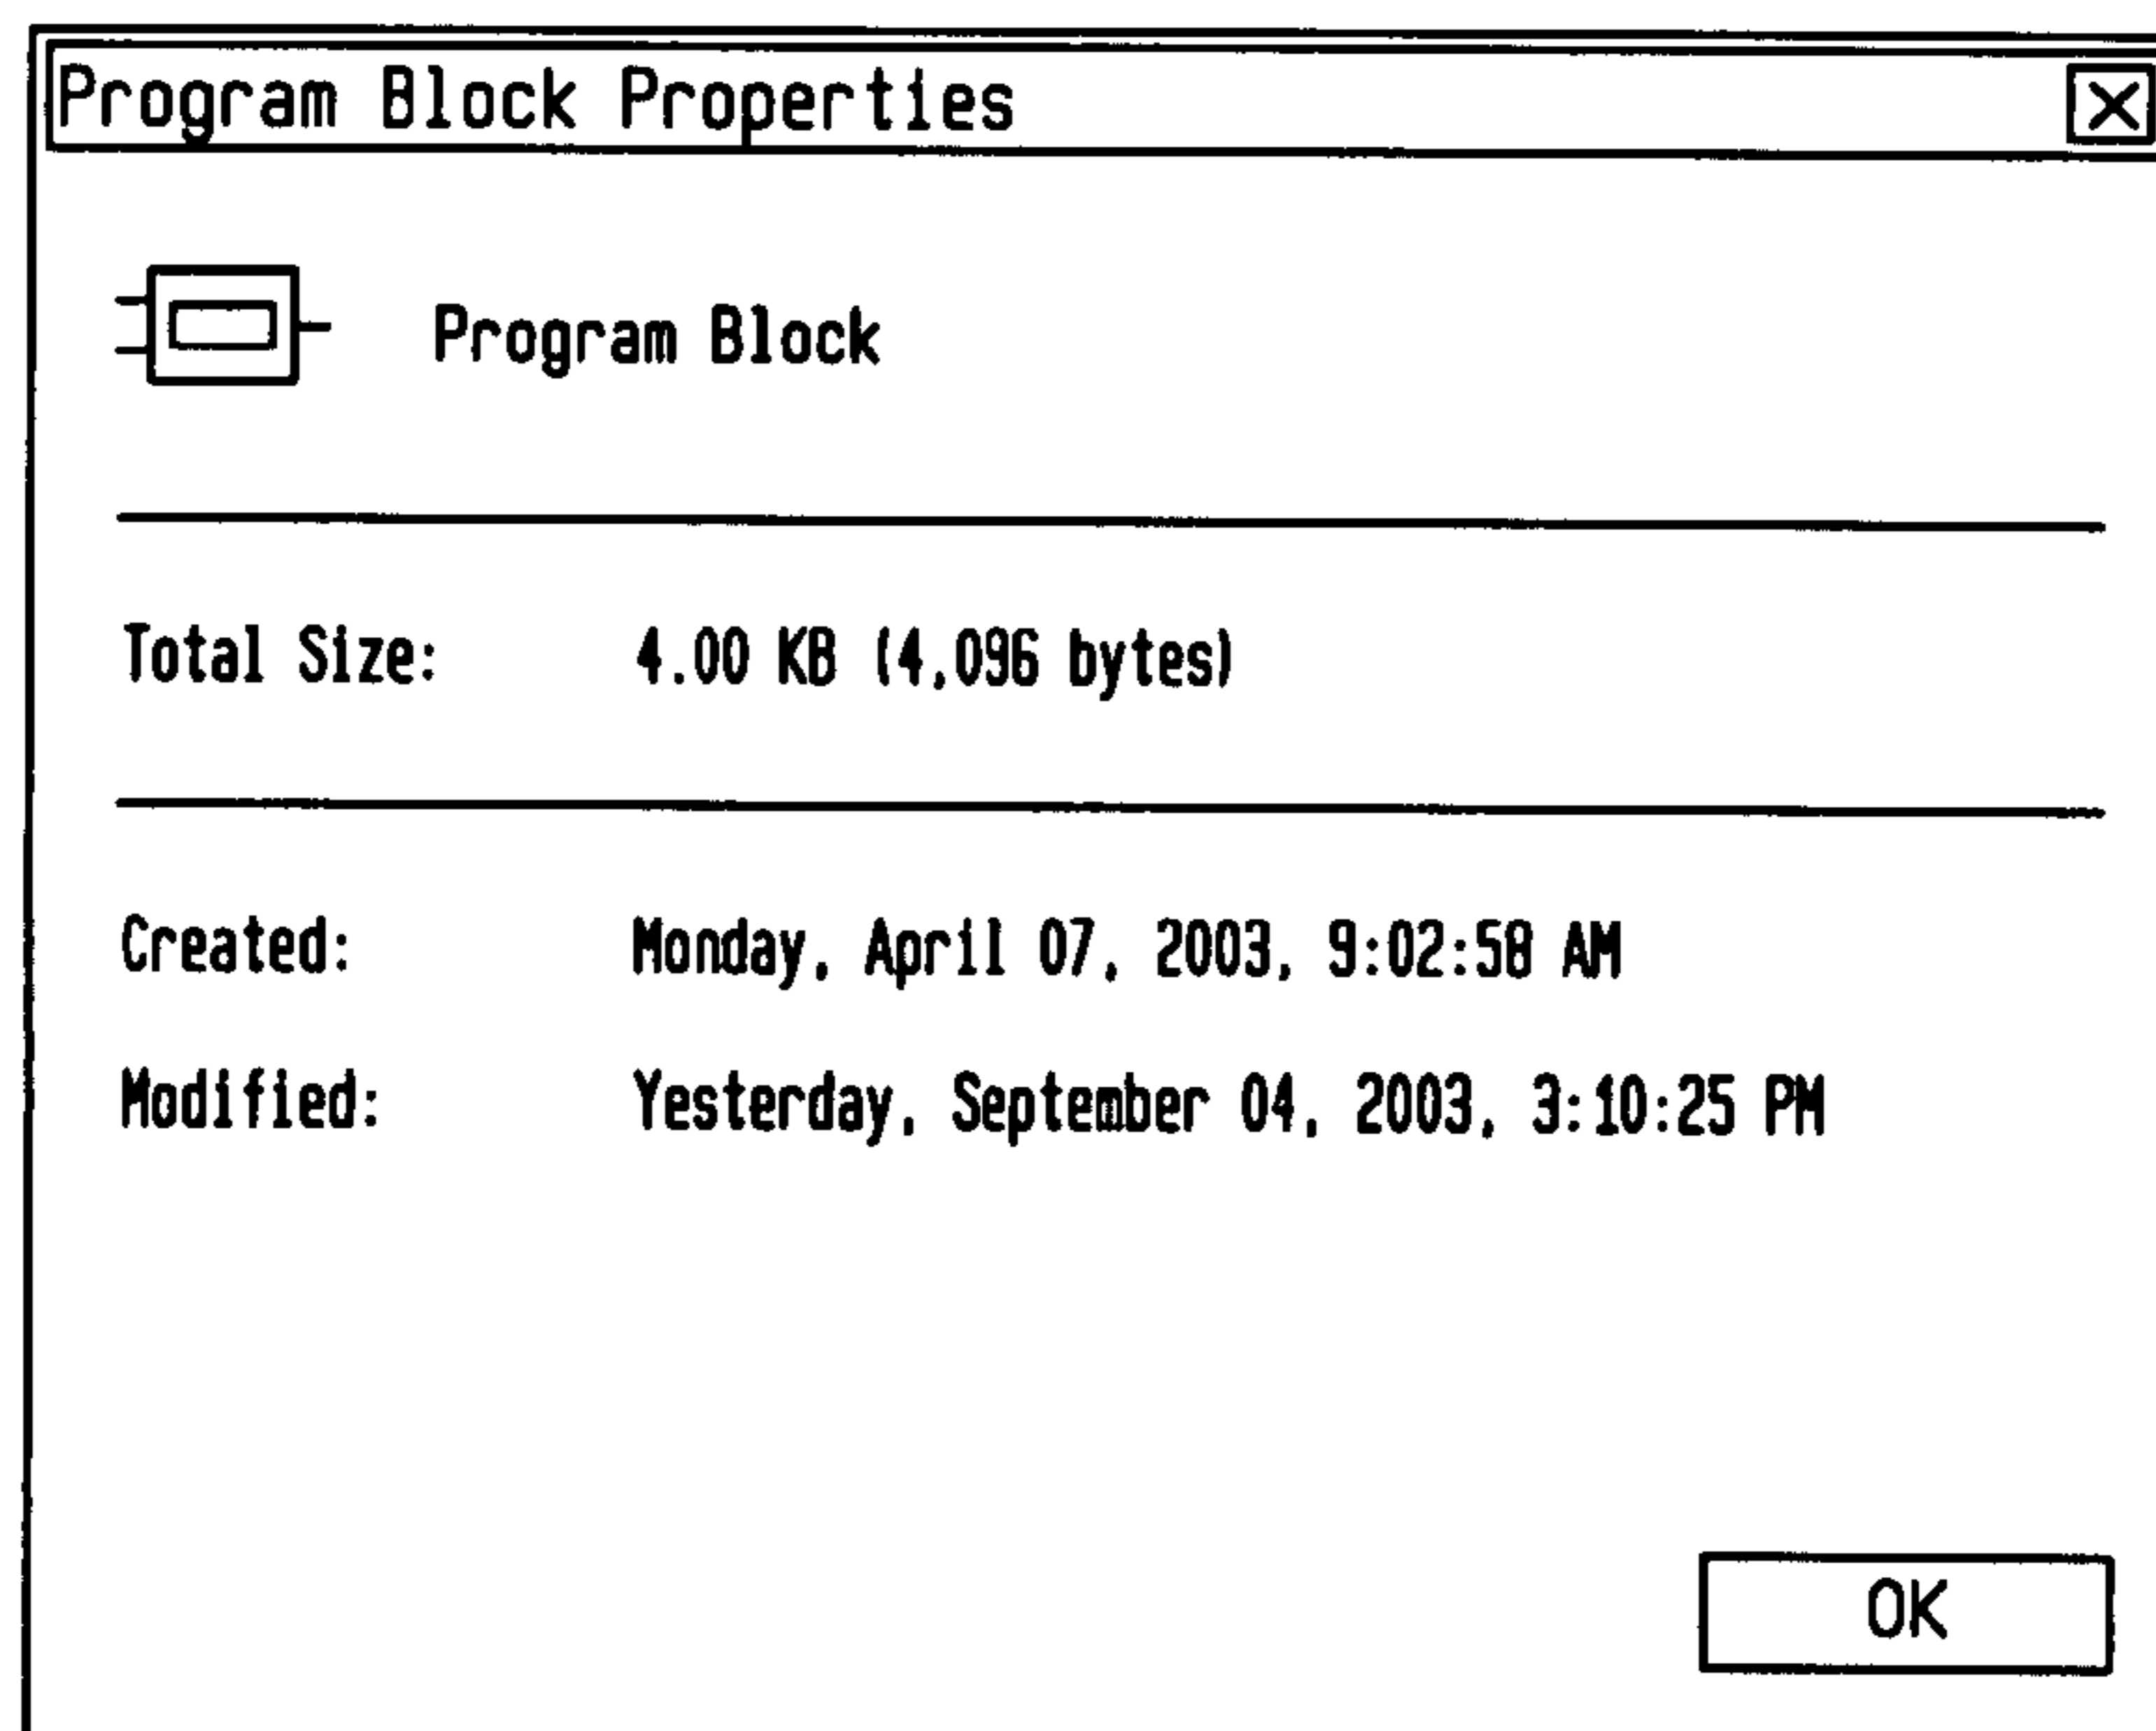 Program Block Properties
Program Block
Total Size: 4.00 KB (4,096 bytes)
Created: Monday, April 07, 2003, 9:02:58 AM
Modified: Yesterday, September 04, 2003, 3:10:25 PM
OK